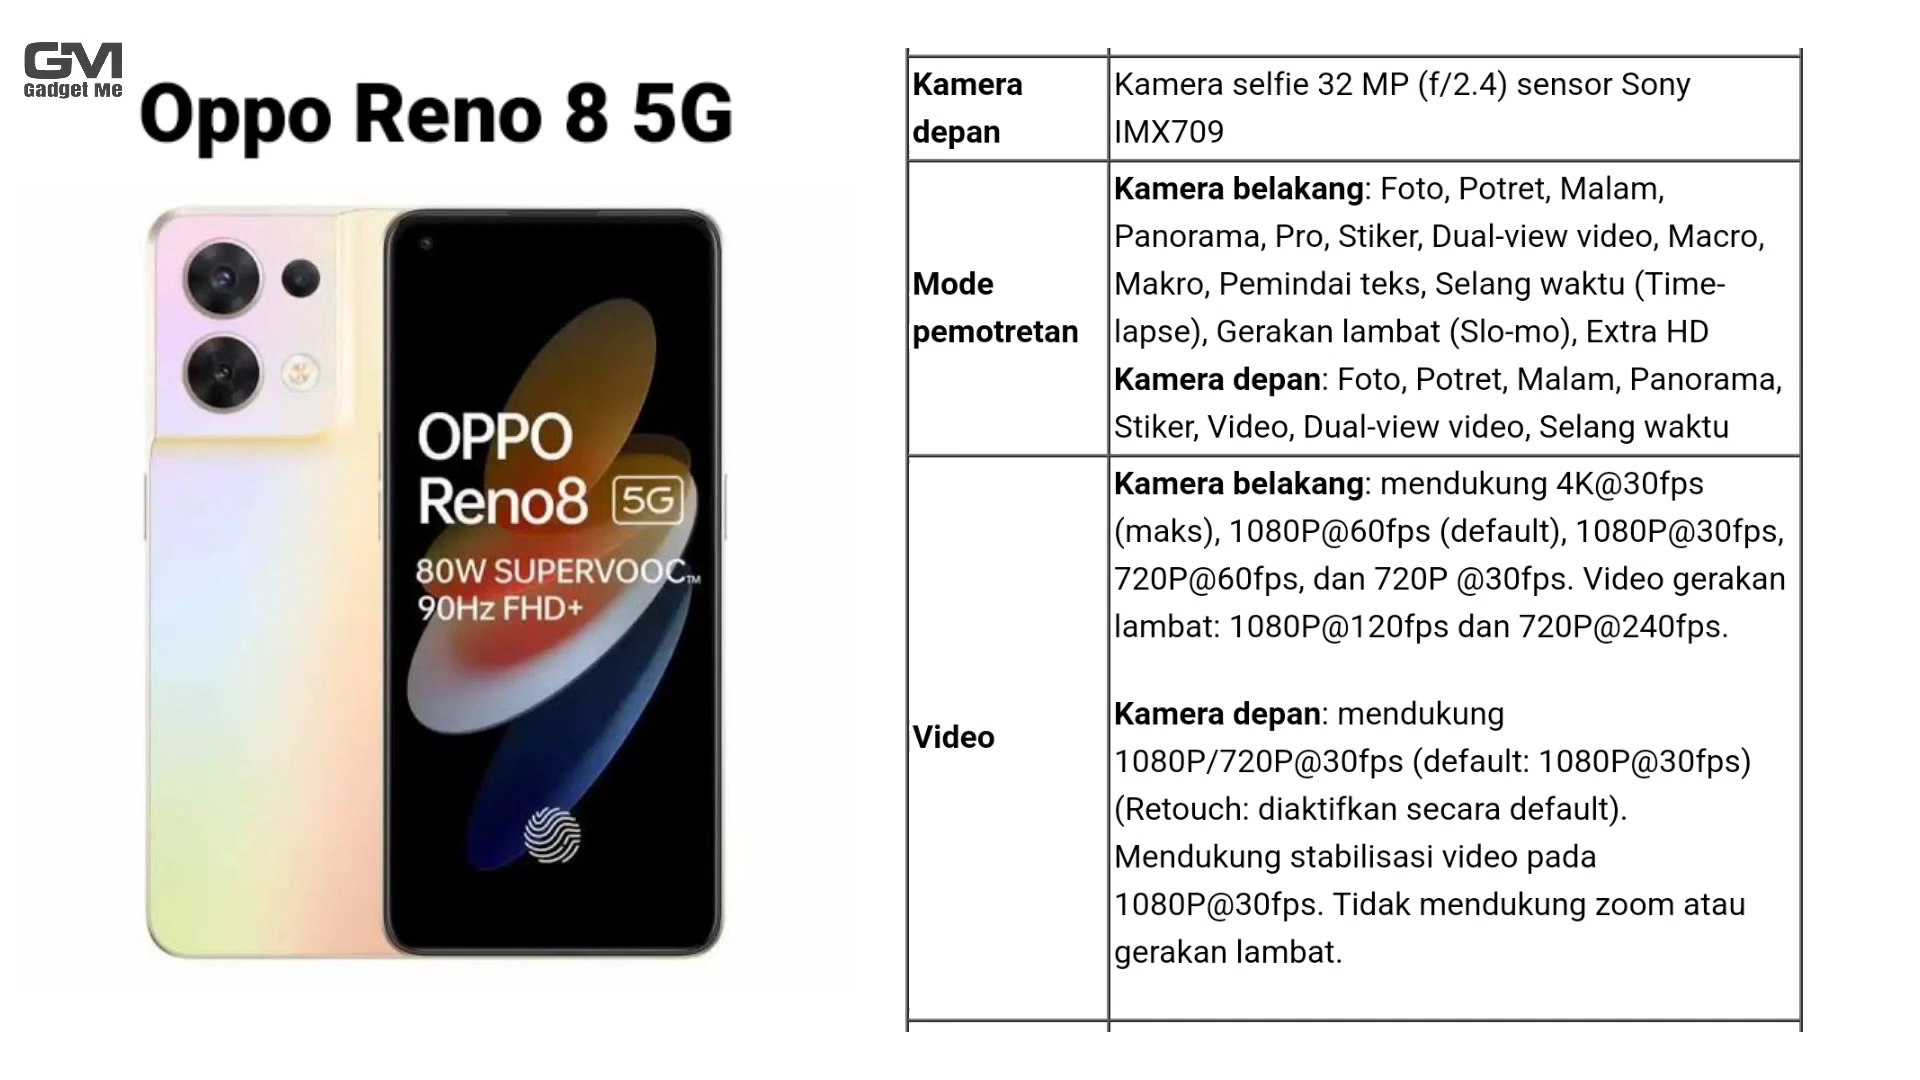 GM
Gadget Me
Oppo Reno 8 5G
OPPO
Reno8 5G
80W SUPERVOOC™
90Hz FHD+
Kamera
depan
Kamera selfie 32 MP (f/2.4) sensor Sony
IMX709
Mode
pemotretan
Kamera belakang: Foto, Potret, Malam,
Panorama, Pro, Stiker, Dual-view video, Macro,
Makro, Pemindai teks, Selang waktu (Time-
lapse), Gerakan lambat (Slo-mo), Extra HD
Kamera depan: Foto, Potret, Malam, Panorama,
Stiker, Video, Dual-view video, Selang waktu
Video
Kamera belakang: mendukung 4K@30fps
(maks), 1080P@60fps (default), 1080P@30fps,
720P@60fps, dan 720P @30fps. Video gerakan
lambat: 1080P@120fps dan 720P@240fps.
Kamera depan: mendukung
1080P/720P@30fps (default: 1080P@30fps)
(Retouch: diaktifkan secara default).
Mendukung stabilisasi video pada
1080P@30fps. Tidak mendukung zoom atau
gerakan lambat.